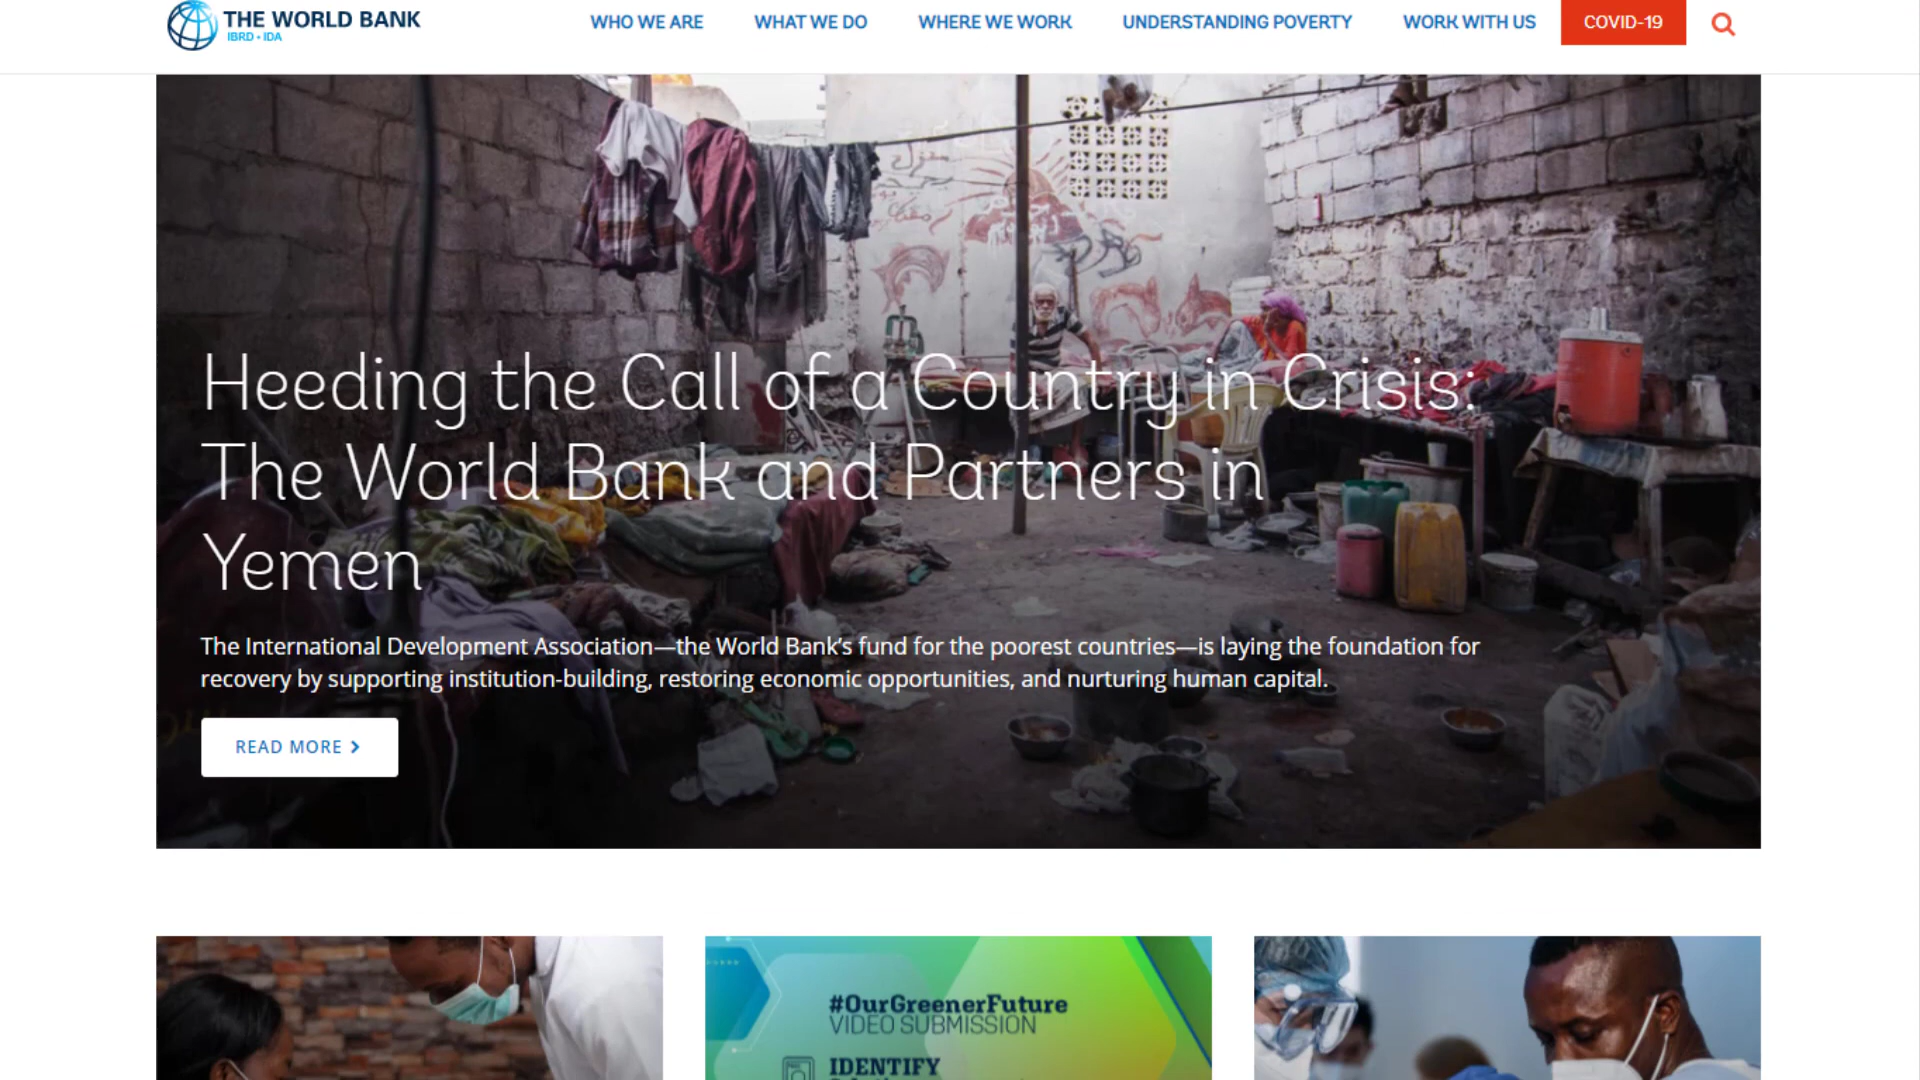 THE WORLD BANK
IBRD • IDA
WHO WE ARE
WHAT WE DO
WHERE WE WORK
UNDERSTANDING POVERTY
WORK WITH US
COVID-19
Heeding the Call of a Country in Crisis:
The World Bank and Partners in
Yemen
The International Development Association—the World Bank's fund for the poorest countries—is laying the foundation for
recovery by supporting institution-building, restoring economic opportunities, and nurturing human capital.
READ MORE
#OurGreenerFuture
VIDEO SUBMISSION
IDENTIFY